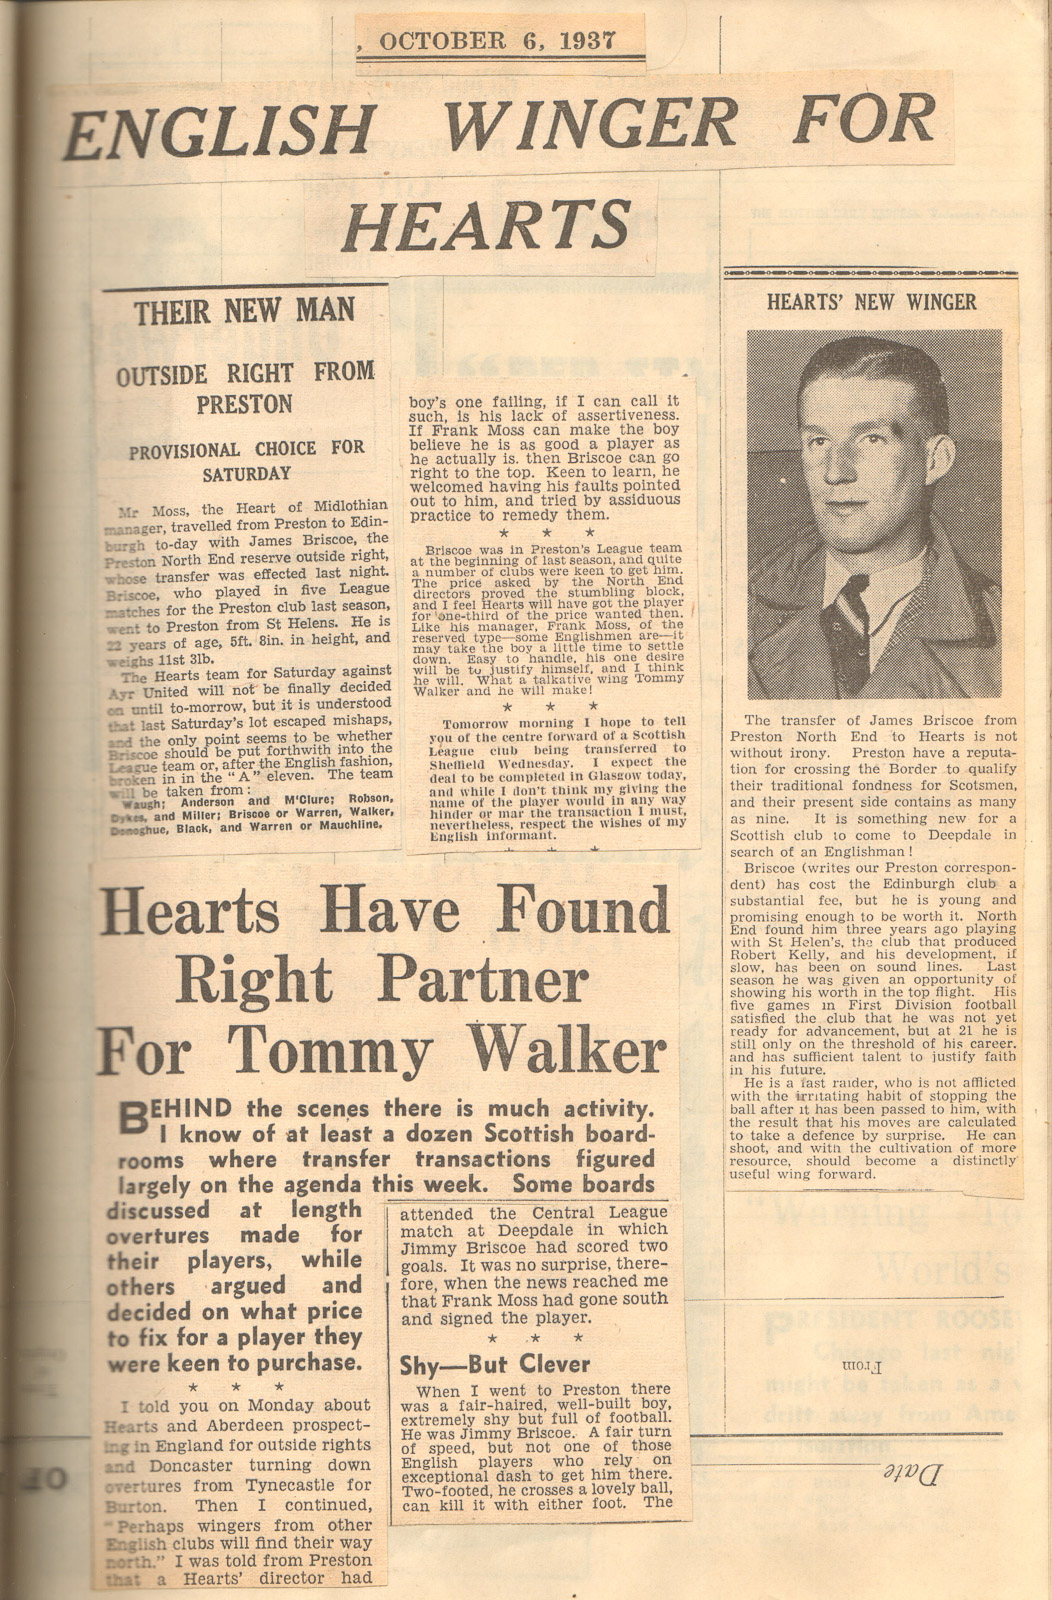 , OCTOBER 6, 1937
ENGLISH WINGER FOR
HEARTS
THEIR NEW MAN
OUTSIDE RIGHT FROM
PRESTON
PROVISIONAL CHOICE FOR
SATURDAY
Mr Moss, the Heart of Midlothian
manager, travelled from Preston to Edin-
burgh to-day with James Briscoe, the
Preston North End reserve outside right,
whose transfer was effected last night.
Briscoe, who played in five League
matches for the Preston club last season,
went to Preston from St Helens. He is
22 years of age, 5ft. 8in. in height, and
weighs 11st 3lb.
The Hearts team for Saturday against
Ayr United will not be finally decided
on until to-morrow, but it is understood
that last Saturday's lot escaped mishaps,
and the only point seems to be whether
Briscoe should be put forthwith into the
League team or, after the English fashion,
broken in in the "A" eleven. The team
will be taken from:
Waugh; Anderson and M'Clure; Robson,
Dykes, and Miller; Briscoe or Warren, Walker,
Donoghue, Black, and Warren or Mauchline.
Hearts Have Found
Right Partner
For Tommy Walker
BEHIND the scenes there is much activity.
I know of at least a dozen Scottish board-
rooms where transfer transactions figured
largely on the agenda this week. Some boards
discussed at length
overtures made for
their players, while
others argued and
decided on what price
to fix for a player they
were keen to purchase.
* * *
I told you on Monday about
Hearts and Aberdeen prospect-
ing in England for outside rights
and Doncaster turning down
overtures from Tynecastle for
Burton. Then I continued,
"Perhaps wingers from other
English clubs will find their way
north." I was told from Preston
that a Hearts' director had
attended the Central League
match at Deepdale in which
Jimmy Briscoe had scored two
goals. It was no surprise, there-
fore, when the news reached me
that Frank Moss had gone south
and signed the player.
* * *
Shy—But Clever
When I went to Preston there
was a fair-haired, well-built boy,
extremely shy but full of football.
He was Jimmy Briscoe. A fair turn
of speed, but not one of those
English players who rely on
exceptional dash to get him there.
Two-footed, he crosses a lovely ball,
can kill it with either foot. The
boy's one failing, if I can call it
such, is his lack of assertiveness.
If Frank Moss can make the boy
believe he is as good a player as
he actually is. then Briscoe can go
right to the top. Keen to learn, he
welcomed having his faults pointed
out to him, and tried by assiduous
practice to remedy them.
* * *
Briscoe was in Preston's League team
at the beginning of last season, and quite
a number of clubs were keen to get him.
The price asked by the North End
directors proved the stumbling block,
and I feel Hearts will have got the player
for one-third of the price wanted then.
Like his manager, Frank Moss, of the
reserved type—some Englishmen are—it
may take the boy a little time to settle
down. Easy to handle, his one desire
will be to justify himself, and I think
he will. What a talkative wing Tommy
Walker and he will make!
* * *
Tomorrow morning I hope to tell
you of the centre forward of a Scottish
League club being transferred to
Sheffield Wednesday. I expect the
deal to be completed in Glasgow today,
and while I don't think my giving the
name of the player would in any way
hinder or mar the transaction I must,
nevertheless, respect the wishes of my
English informant.
* * *
HEARTS' NEW WINGER
The transfer of James Briscoe from
Preston North End to Hearts is not
without irony. Preston have a reputa-
tion for crossing the Border to qualify
their traditional fondness for Scotsmen,
and their present side contains as many
as nine. It is something new for a
Scottish club to come to Deepdale in
search of an Englishman!
Briscoe (writes our Preston correspon-
dent) has cost the Edinburgh club a
substantial fee, but he is young and
promising enough to be worth it. North
End found him three years ago playing
with St Helen's, the club that produced
Robert Kelly, and his development, if
slow, has been on sound lines. Last
season he was given an opportunity of
showing his worth in the top flight. His
five games in First Division football
satisfied the club that he was not yet
ready for advancement, but at 21 he is
still only on the threshold of his career,
and has sufficient talent to justify faith
in his future.
He is a fast raider, who is not afflicted
with the irritating habit of stopping the
ball after it has been passed to him, with
the result that his moves are calculated
to take a defence by surprise. He can
shoot, and with the cultivation of more
resource, should become a distinctly
useful wing forward.
From
Date